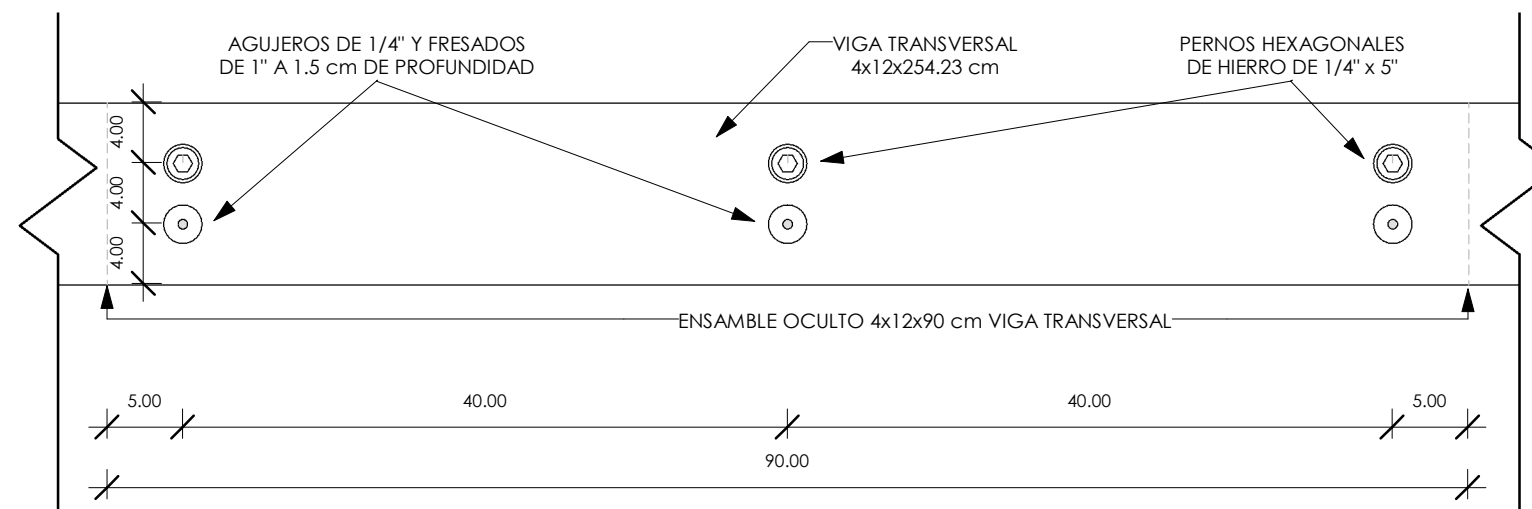 AGUJEROS DE 1/4" Y FRESADOS
DE 1" A 1.5 cm DE PROFUNDIDAD
VIGA TRANSVERSAL
4x12x254.23 cm
PERNOS HEXAGONALES
DE HIERRO DE 1/4" x 5"
4.00
4.00
4.00
ENSAMBLE OCULTO 4x12x90 cm VIGA TRANSVERSAL
5.00
40.00
40.00
5.00
90.00